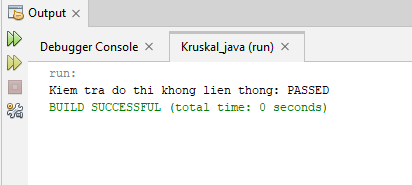 Output
Debugger Console
Kruskal_java (run)
run:
Kiem tra do thi khong lien thong: PASSED
BUILD SUCCESSFUL (total time: 0 seconds)